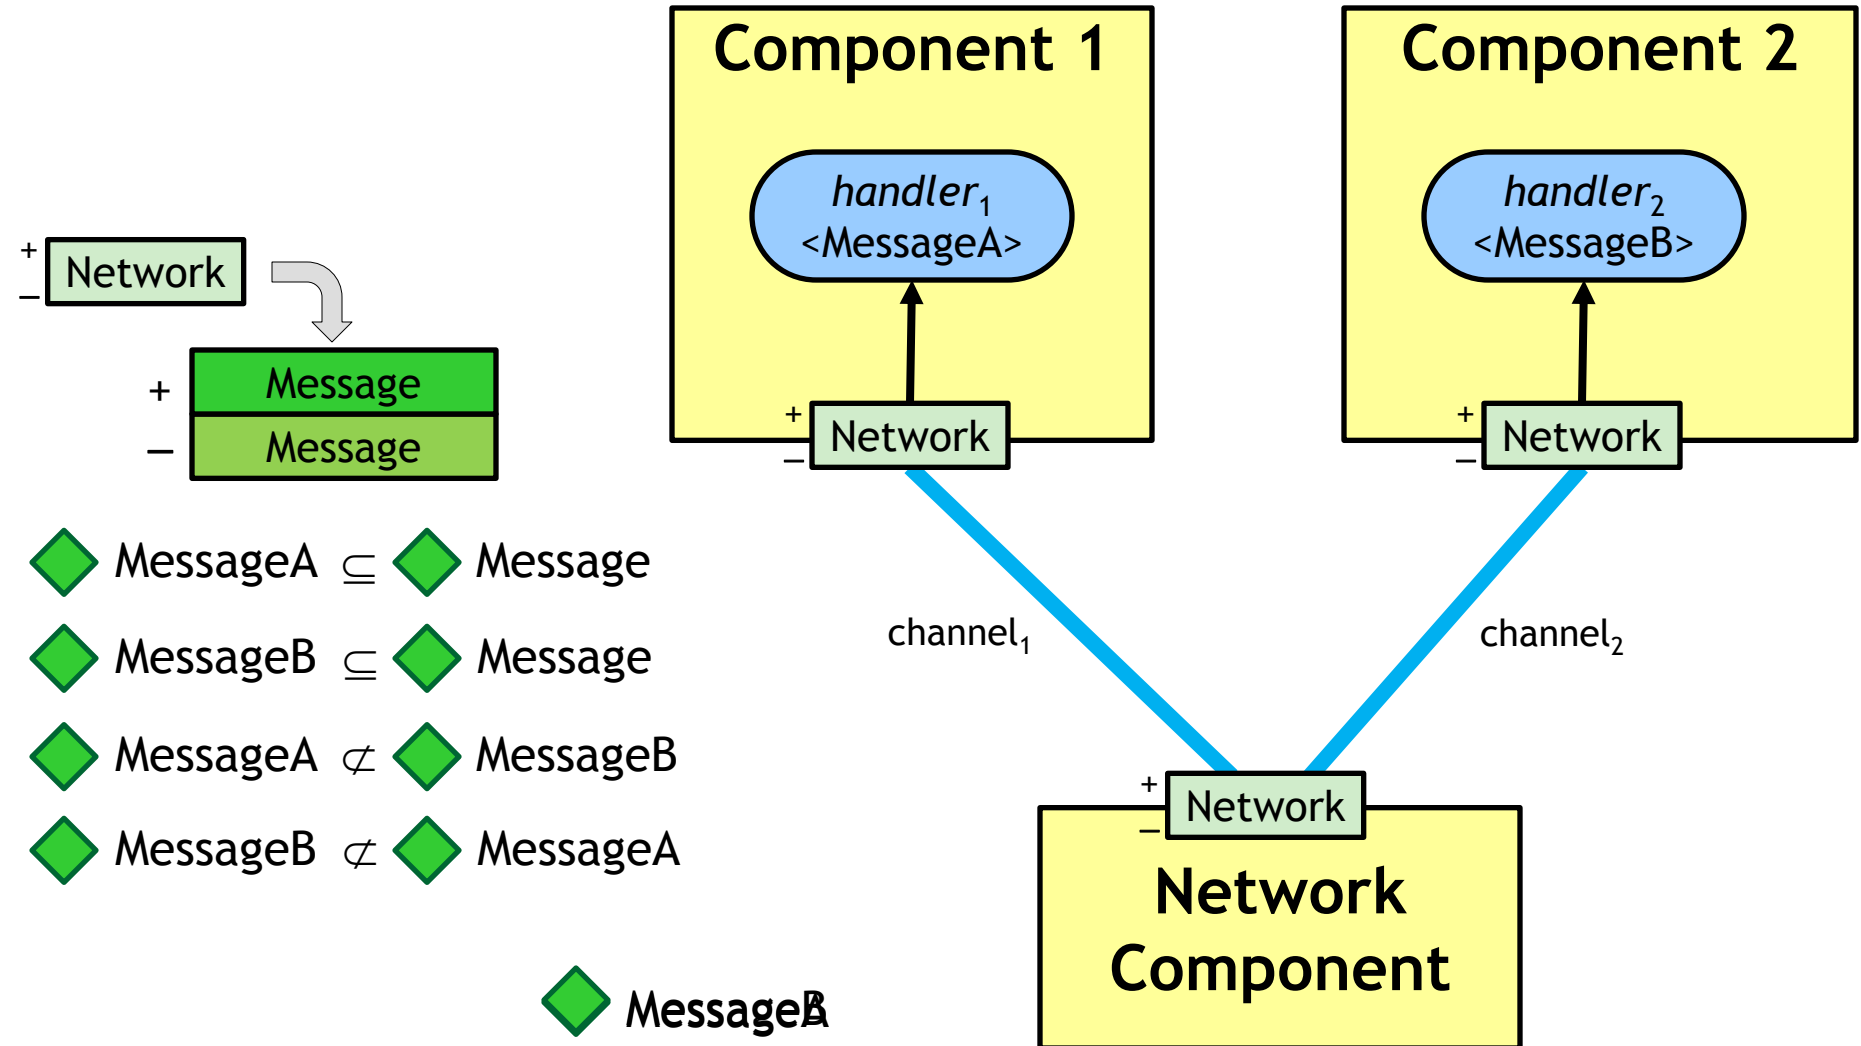 Component 1
Component 2
handler₁
<MessageA>
handler₂
<MessageB>
+
Network
−
+ Message
− Message
+
Network
−
+
Network
−
MessageA ⊆ Message
MessageB ⊆ Message
MessageA ⊄ MessageB
MessageB ⊄ MessageA
channel₁
channel₂
+
Network
−
Network
Component